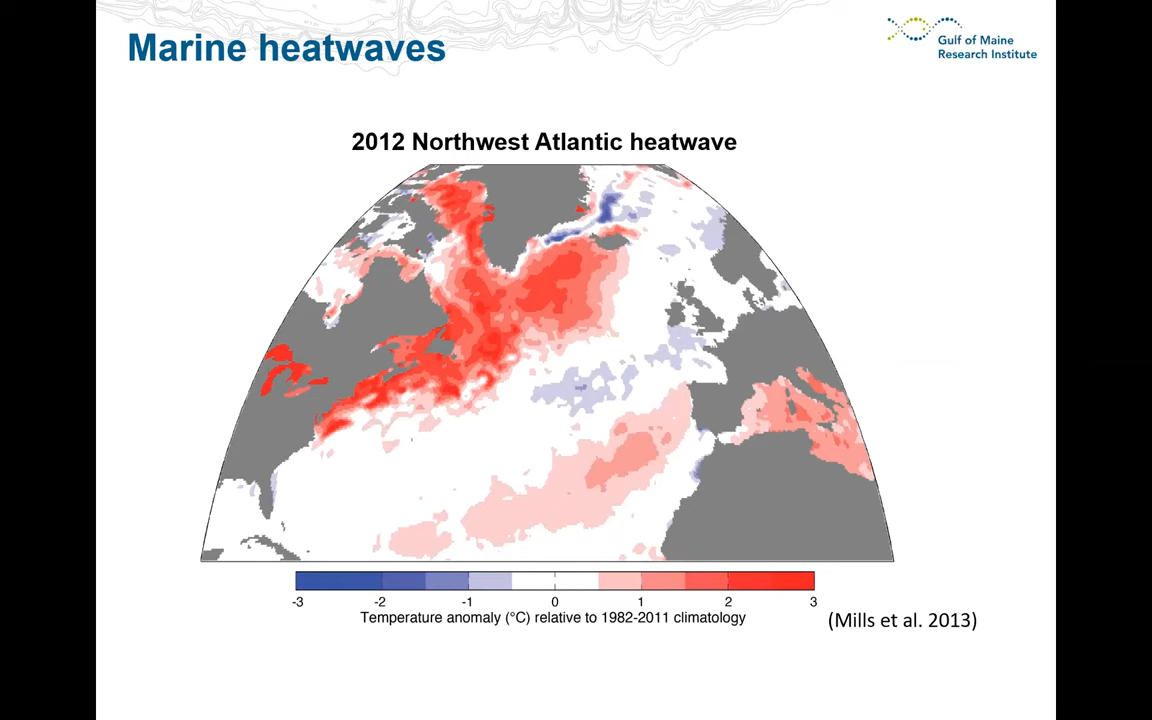 Marine heatwaves
Gulf of Maine
Research Institute
2012 Northwest Atlantic heatwave
-3 -2 -1 0 1 2 3
Temperature anomaly (°C) relative to 1982-2011 climatology
(Mills et al. 2013)